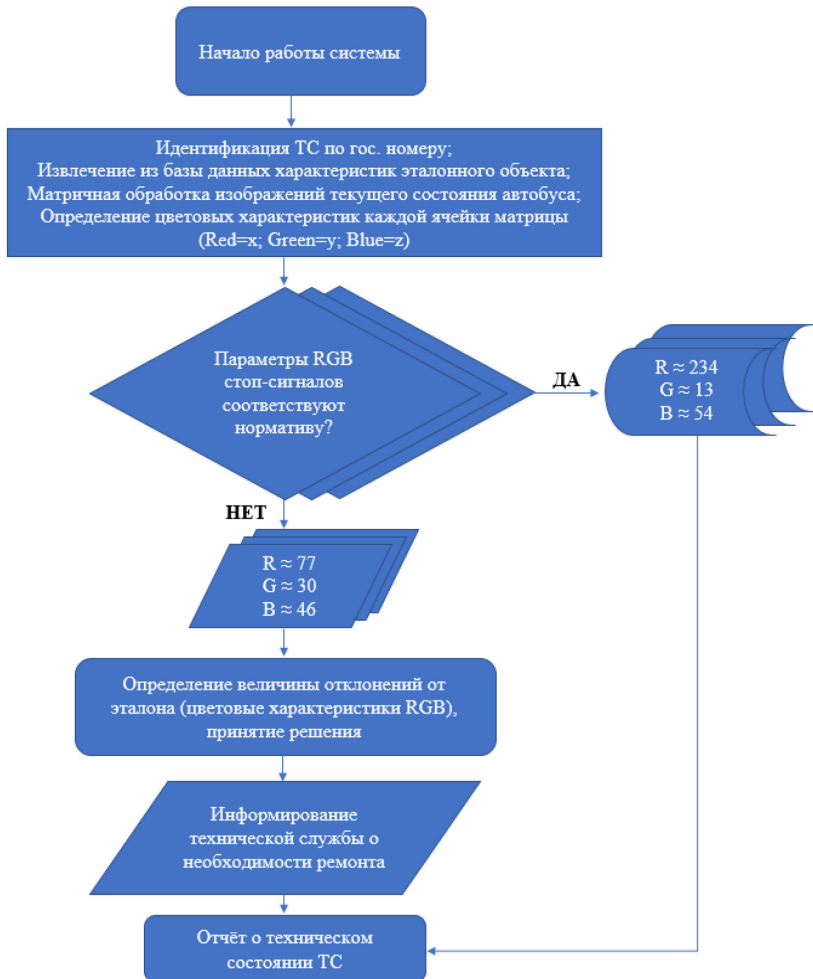 Начало работы системы
Идентификация ТС по гос. номеру;
Извлечение из базы данных характеристик эталонного объекта;
Матричная обработка изображений текущего состояния автобуса;
Определение цветовых характеристик каждой ячейки матрицы
(Red=x; Green=y; Blue=z)
Параметры RGB
стоп-сигналов
соответствуют
нормативу?
ДА
R ≈ 234
G ≈ 13
B ≈ 54
НЕТ
R ≈ 77
G ≈ 30
B ≈ 46
Определение величины отклонений от
эталона (цветовые характеристики RGB),
принятие решения
Информирование
технической службы о
необходимости ремонта
Отчёт о техническом
состоянии ТС